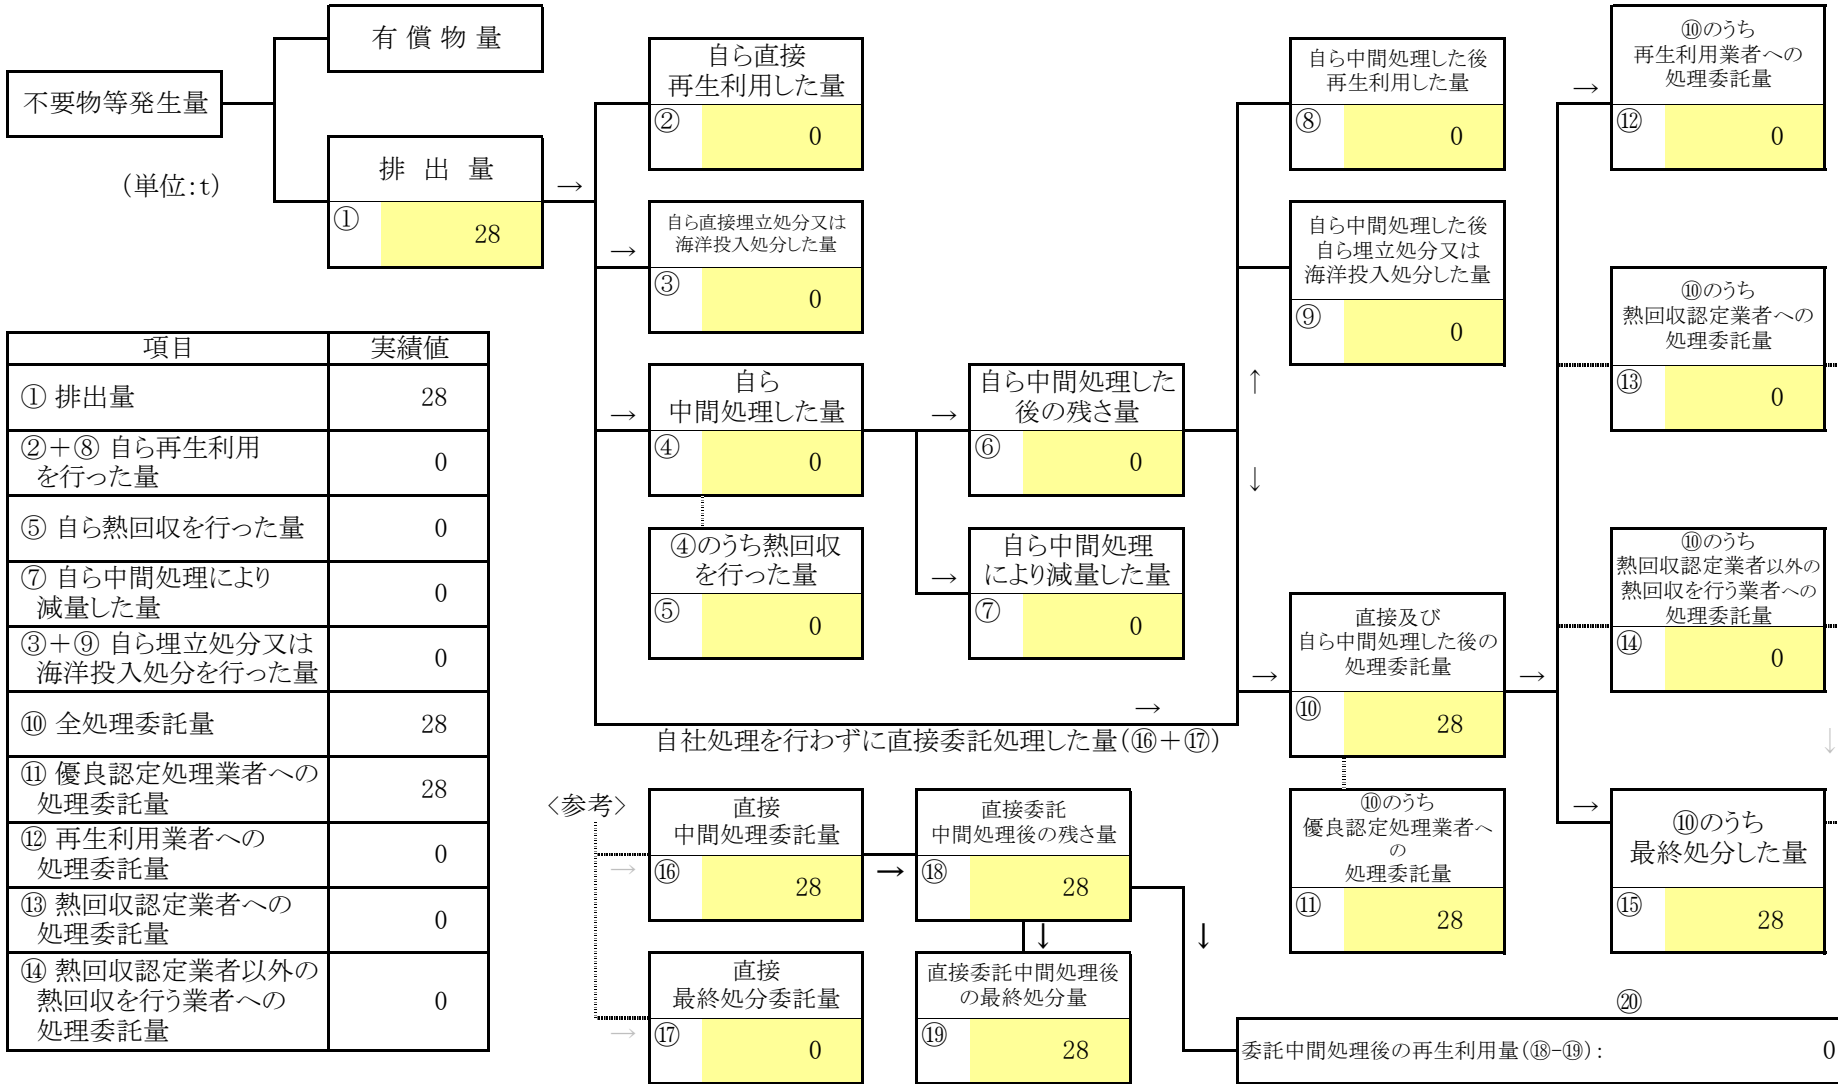 不要物等発生量
(単位:t)
有償物量
排出量
①
28
→
自ら直接
再生利用した量
②
0
→
自ら直接埋立処分又は
海洋投入処分した量
③
0
→
自ら
中間処理した量
④
0
④のうち熱回収
を行った量
⑤
0
→
自ら中間処理した
後の残さ量
⑥
0
→
自ら中間処理
により減量した量
⑦
0
自ら中間処理した後
再生利用した量
⑧
0
自ら中間処理した後
自ら埋立処分又は
海洋投入処分した量
⑨
0
↑
↓
→
自社処理を行わずに直接委託処理した量(⑯+⑰)
→
直接及び
自ら中間処理した後の
処理委託量
⑩
28
⑩のうち
優良認定処理業者へ
の
処理委託量
⑪
28
→
→
⑩のうち
再生利用業者への
処理委託量
⑫
0
⑩のうち
熱回収認定業者への
処理委託量
⑬
0
⑩のうち
熱回収認定業者以外の
熱回収を行う業者への
処理委託量
⑭
0
↓
→
⑩のうち
最終処分した量
⑮
28
項目 実績値
① 排出量 28
②+⑧ 自ら再生利用
を行った量 0
⑤ 自ら熱回収を行った量 0
⑦ 自ら中間処理により
減量した量 0
③+⑨ 自ら埋立処分又は
海洋投入処分を行った量 0
⑩ 全処理委託量 28
⑪ 優良認定処理業者への
処理委託量 28
⑫ 再生利用業者への
処理委託量 0
⑬ 熱回収認定業者への
処理委託量 0
⑭ 熱回収認定業者以外の
熱回収を行う業者への
処理委託量 0
<参考>
→
直接
中間処理委託量
⑯
28
→
直接委託
中間処理後の残さ量
⑱
28
→
直接
最終処分委託量
⑰
0
↓
直接委託中間処理後
の最終処分量
⑲
28
↓
⑳
委託中間処理後の再生利用量(⑱-⑲): 0